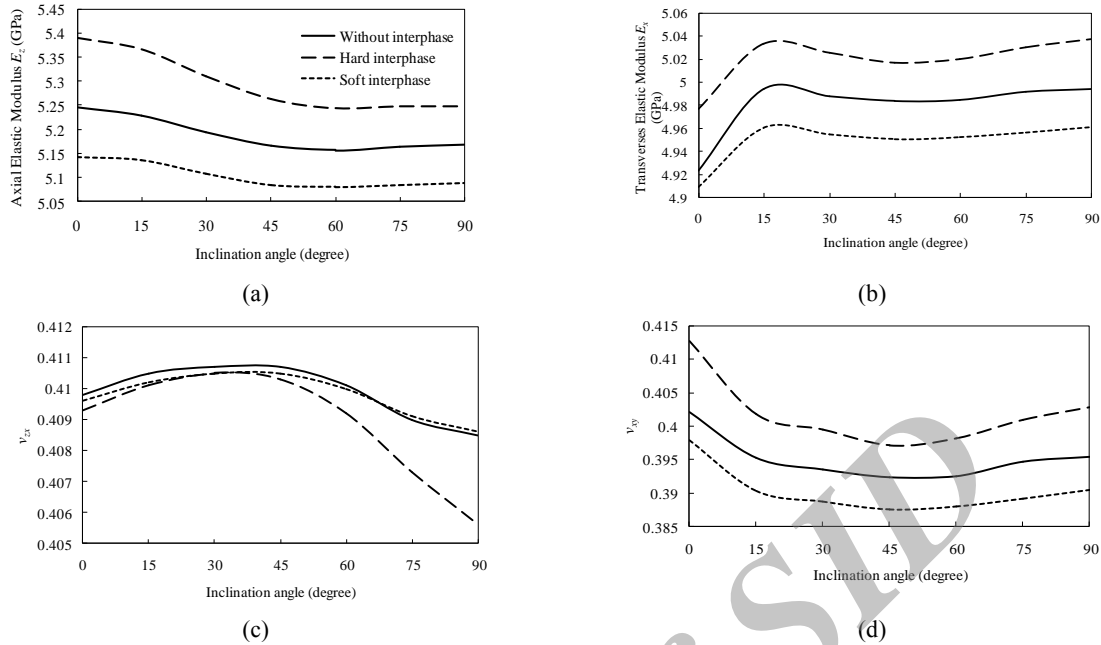 Axial Elastic Modulus Ez (GPa)
5.45
5.4
5.35
5.3
5.25
5.2
5.15
5.1
5.05
Without interphase
Hard interphase
Soft interphase
0 15 30 45 60 75 90
Inclination angle (degree)
(a)
Transverses Elastic Modulus Ex
(GPa)
5.06
5.04
5.02
5
4.98
4.96
4.94
4.92
4.9
0 15 30 45 60 75 90
Inclination angle (degree)
(b)
νzx
0.412
0.411
0.41
0.409
0.408
0.407
0.406
0.405
0 15 30 45 60 75 90
Inclination angle (degree)
(c)
νxy
0.415
0.41
0.405
0.4
0.395
0.39
0.385
0 15 30 45 60 75 90
Inclination angle (degree)
(d)
SID